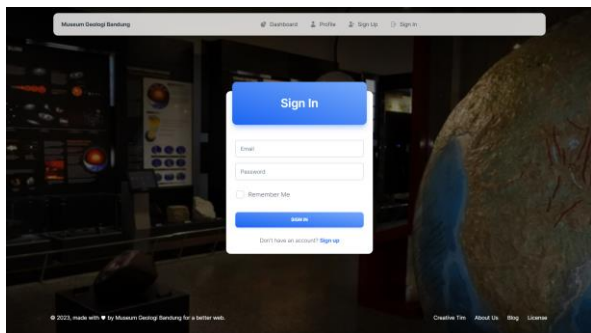 Museum Geologi Bandung
Dashboard Profile Sign Up Sign In
Sign In
Email
Password
Remember Me
SIGN IN
Don't have an account? Sign up
© 2023, made with ♥ by Museum Geologi Bandung for a better web.
Creative Tim About Us Blog License